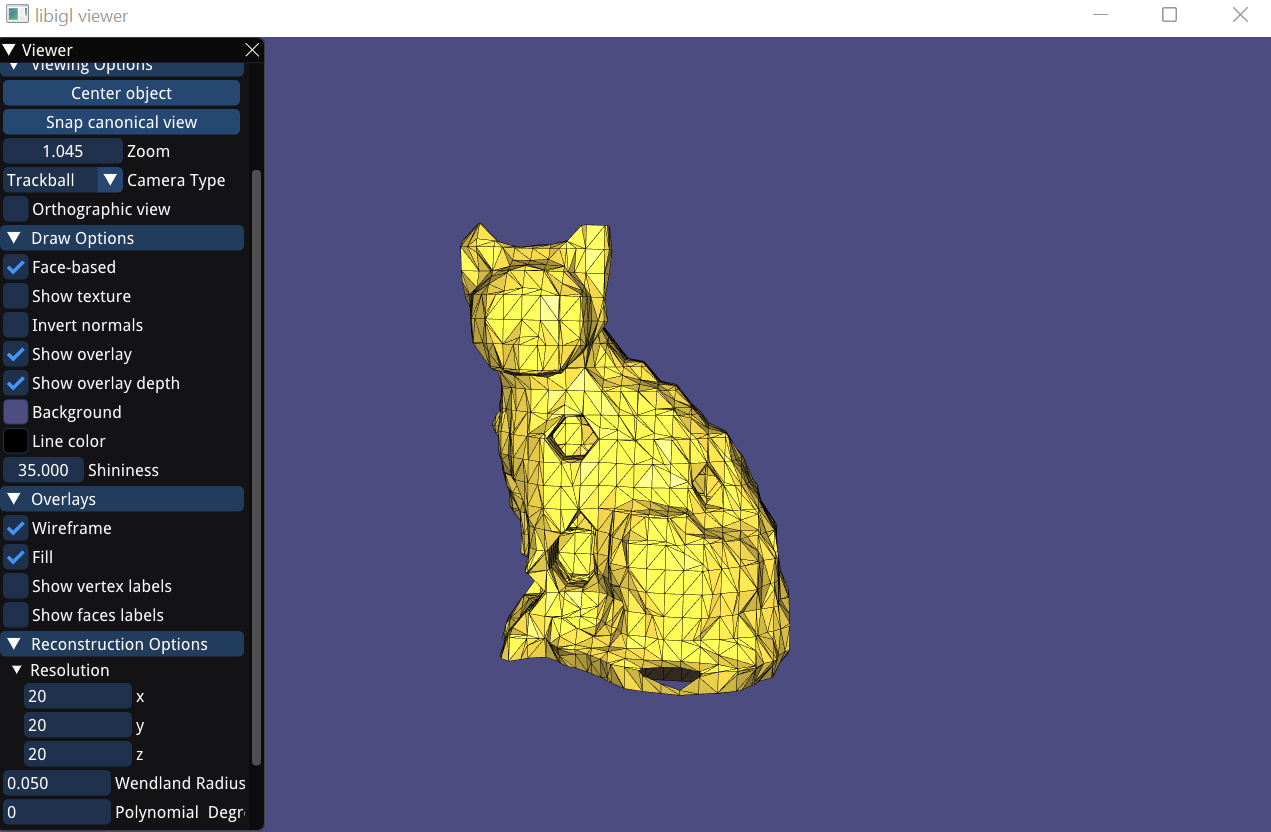 libigl viewer
Viewer
Viewing Options
Center object
Snap canonical view
1.045 Zoom
Trackball Camera Type
Orthographic view
Draw Options
Face-based
Show texture
Invert normals
Show overlay
Show overlay depth
Background
Line color
35.000 Shininess
Overlays
Wireframe
Fill
Show vertex labels
Show faces labels
Reconstruction Options
Resolution
20 x
20 y
20 z
0.050 Wendland Radius
0 Polynomial Degr